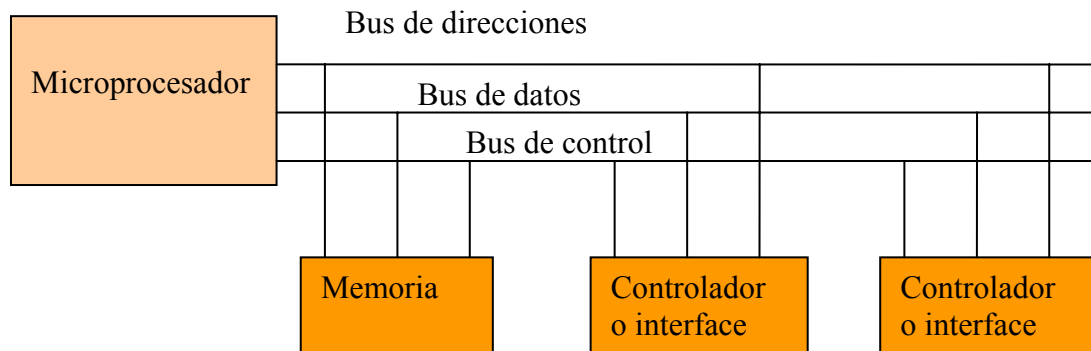 Bus de direcciones
Microprocesador
Bus de datos
Bus de control
Memoria
Controlador
o interface
Controlador
o interface